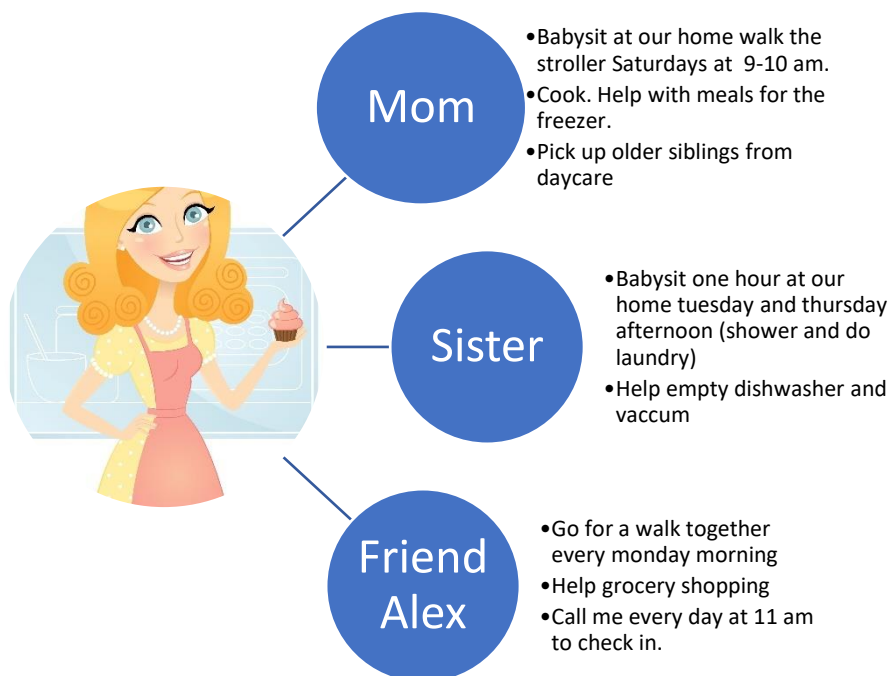 Mom
•Babysit at our home walk the
stroller Saturdays at 9-10 am.
•Cook. Help with meals for the
freezer.
•Pick up older siblings from
daycare
Sister
•Babysit one hour at our
home tuesday and thursday
afternoon (shower and do
laundry)
•Help empty dishwasher and
vaccum
Friend
Alex
•Go for a walk together
every monday morning
•Help grocery shopping
•Call me every day at 11 am
to check in.